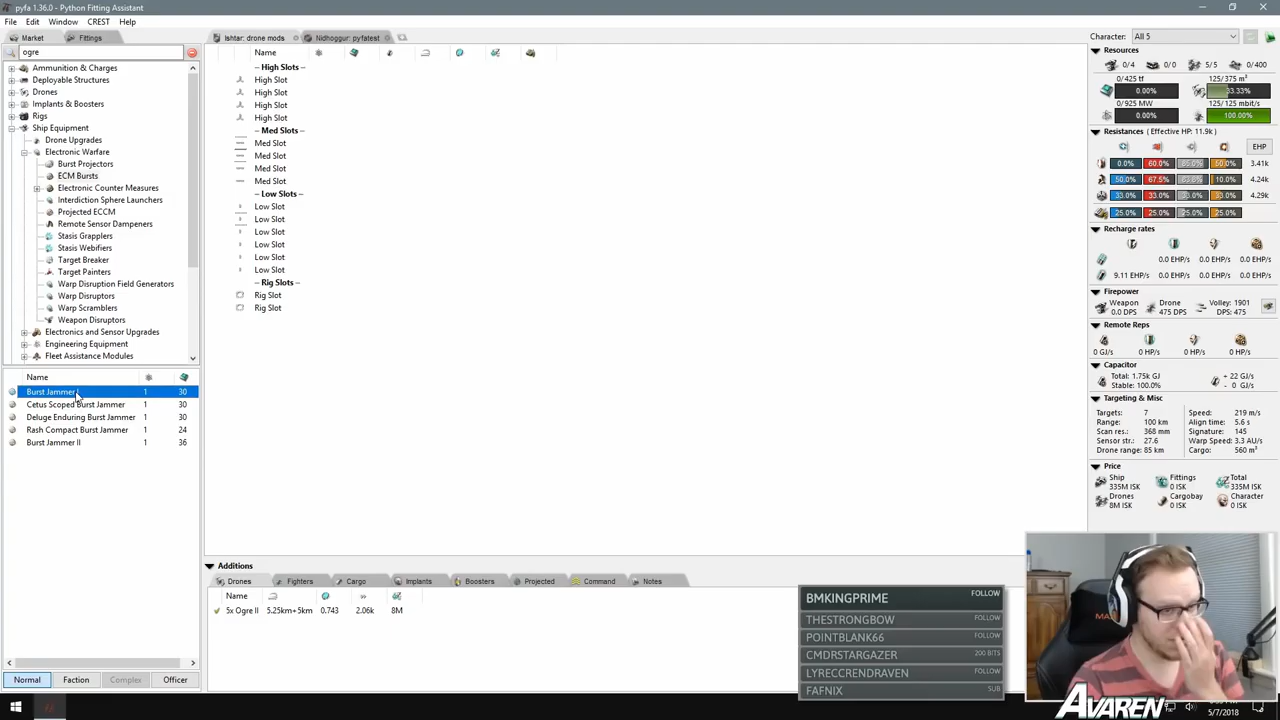 pyfa 1.36.0 - Python Fitting Assistant
File Edit Window CREST Help
Market Fittings
ogre
Ammunition & Charges
Deployable Structures
Drones
Implants & Boosters
Rigs
Ship Equipment
Drone Upgrades
Electronic Warfare
Burst Projectors
ECM Bursts
Electronic Counter Measures
Interdiction Sphere Launchers
Projected ECCM
Remote Sensor Dampeners
Stasis Grapplers
Stasis Webifiers
Target Breaker
Target Painters
Warp Disruption Field Generators
Warp Disruptors
Warp Scramblers
Weapon Disruptors
Electronics and Sensor Upgrades
Engineering Equipment
Fleet Assistance Modules
Name
Burst Jammer I 1 30
Cetus Scoped Burst Jammer 1 30
Deluge Enduring Burst Jammer 1 30
Rash Compact Burst Jammer 1 24
Burst Jammer II 1 36
Normal Faction Complex Officer
Ishtar: drone mods Nidhoggur: pyfatest
Name
– High Slots –
High Slot
High Slot
High Slot
High Slot
– Med Slots –
Med Slot
Med Slot
Med Slot
Med Slot
– Low Slots –
Low Slot
Low Slot
Low Slot
Low Slot
Low Slot
Low Slot
– Rig Slots –
Rig Slot
Rig Slot
Additions
Drones Fighters Cargo Implants Boosters Projected Command Notes
Name
5x Ogre II 5.25km+5km 0.743 2.06k 8M
Character: All 5
Resources
0/4 0/0 5/5 0/400
0/425 tf 125/375 m³
0.00% 33.33%
0/925 MW 125/125 mbit/s
0.00% 100.00%
Resistances (Effective HP: 11.9k)
EHP
0.0% 60.0% 50.0% 3.41k
50.0% 67.5% 10.0% 4.24k
33.0% 33.0% 33.0% 33.0% 4.29k
25.0% 25.0% 25.0% 25.0%
Recharge rates
0.0 EHP/s 0.0 EHP/s 0.0 EHP/s
9.11 EHP/s 0.0 EHP/s 0.0 EHP/s 0.0 EHP/s
Firepower
Weapon 0.0 DPS Drone 475 DPS Volley: 1901 DPS: 475
Remote Reps
0 GJ/s 0 HP/s 0 HP/s 0 HP/s
Capacitor
Total: 1.75k GJ + 22 GJ/s
Stable: 100.0% - 0 GJ/s
Targeting & Misc
Targets: 7 Speed: 219 m/s
Range: 100 km Align time: 5.6 s
Scan res.: 368 mm Signature: 145
Sensor str.: 27.6 Warp Speed: 3.3 AU/s
Drone range: 85 km Cargo: 560 m³
Price
Ship 335M ISK Fittings 0 ISK Total 335M ISK
Drones 8M ISK Cargobay 0 ISK Character 0 ISK
BMKINGPRIME FOLLOW
THESTRONGBOW FOLLOW
POINTBLANK66 FOLLOW
CMDRSTARGAZER 200 BITS
LYRECCRENDRAVEN FOLLOW
FAFNIX SUB
AVAREN
5/7/2018